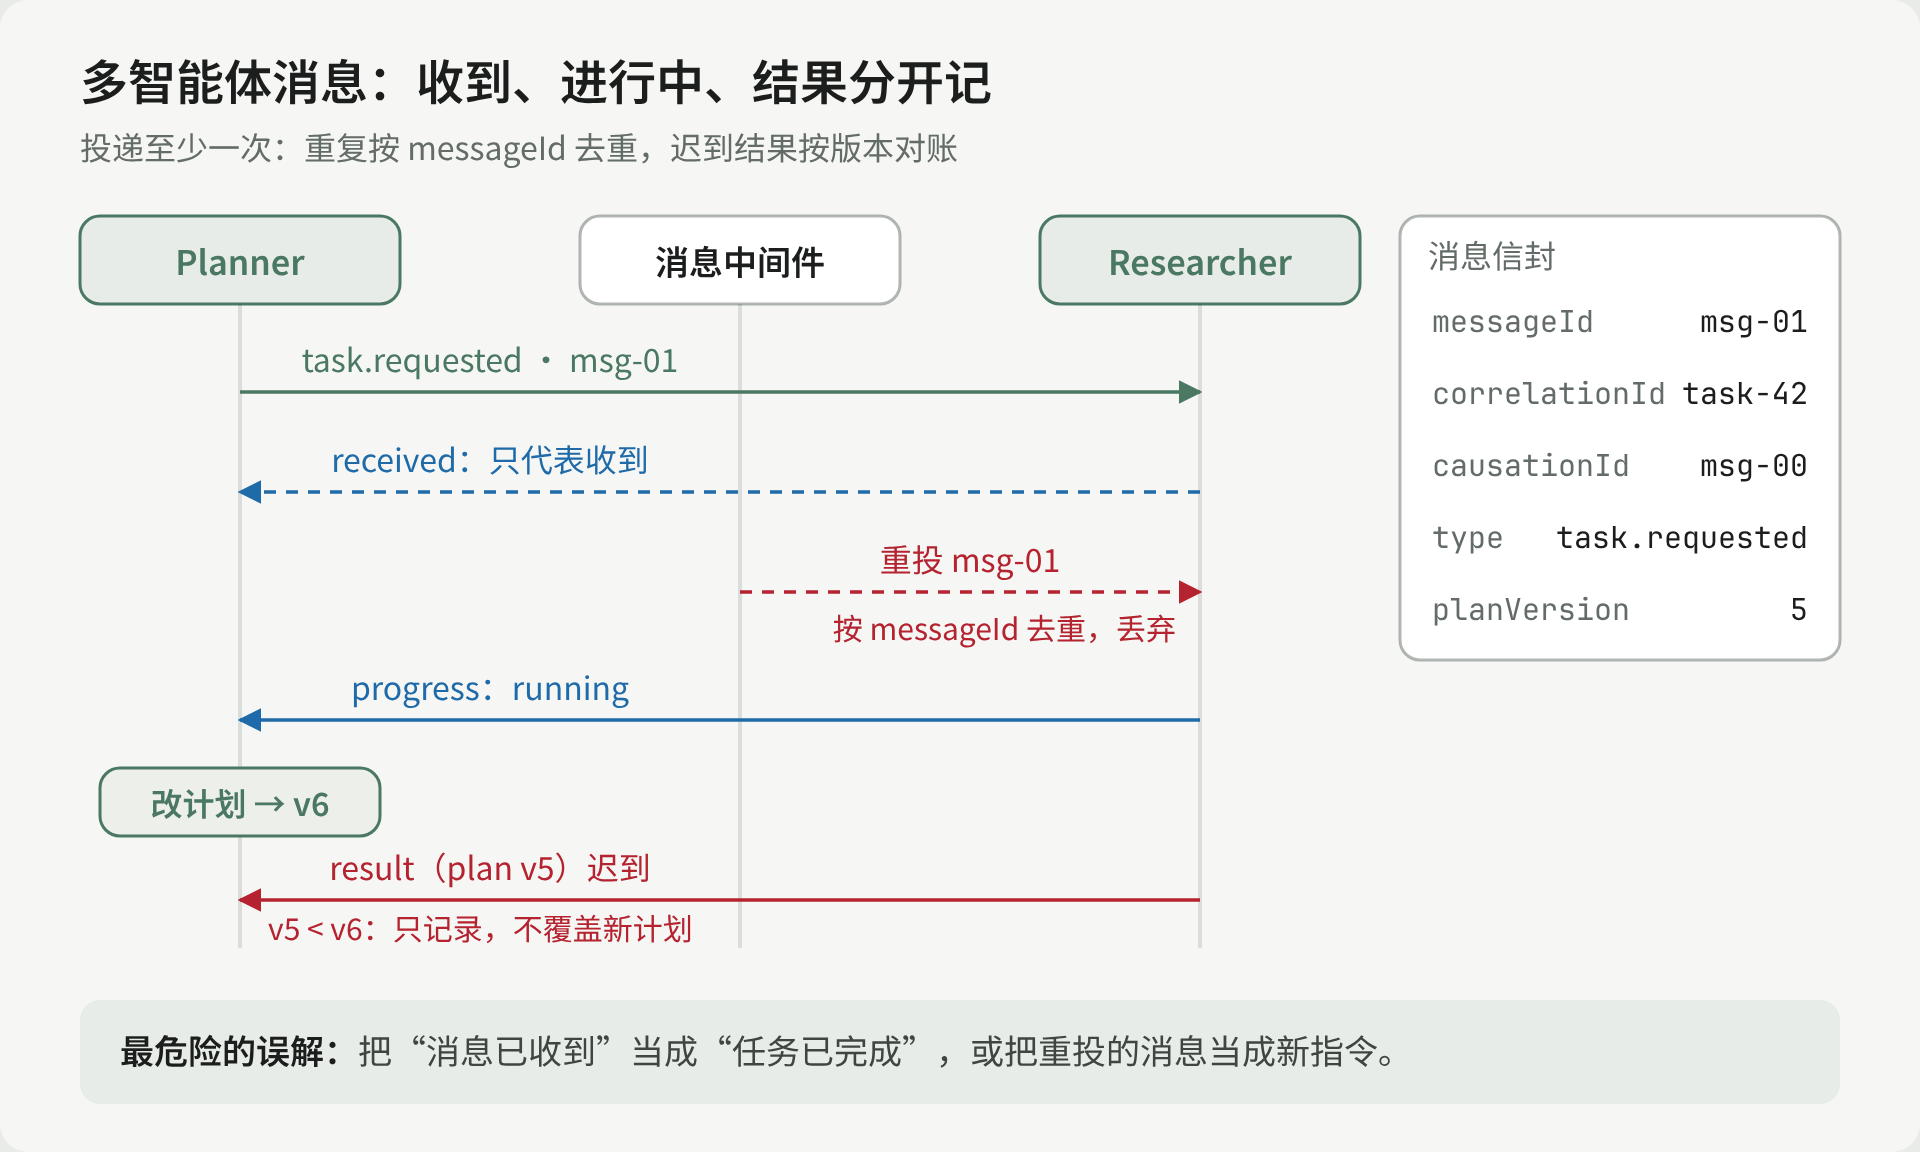 多智能体消息：收到、进行中、结果分开记
投递至少一次：重复按 messageId 去重，迟到结果按版本对账
Planner
消息中间件
Researcher
消息信封
messageId msg-01
correlationId task-42
causationId msg-00
type task.requested
planVersion 5
task.requested · msg-01
received：只代表收到
重投 msg-01
按 messageId 去重，丢弃
progress：running
改计划 → v6
result（plan v5）迟到
v5 < v6：只记录，不覆盖新计划
最危险的误解：把“消息已收到”当成“任务已完成”，或把重投的消息当成新指令。